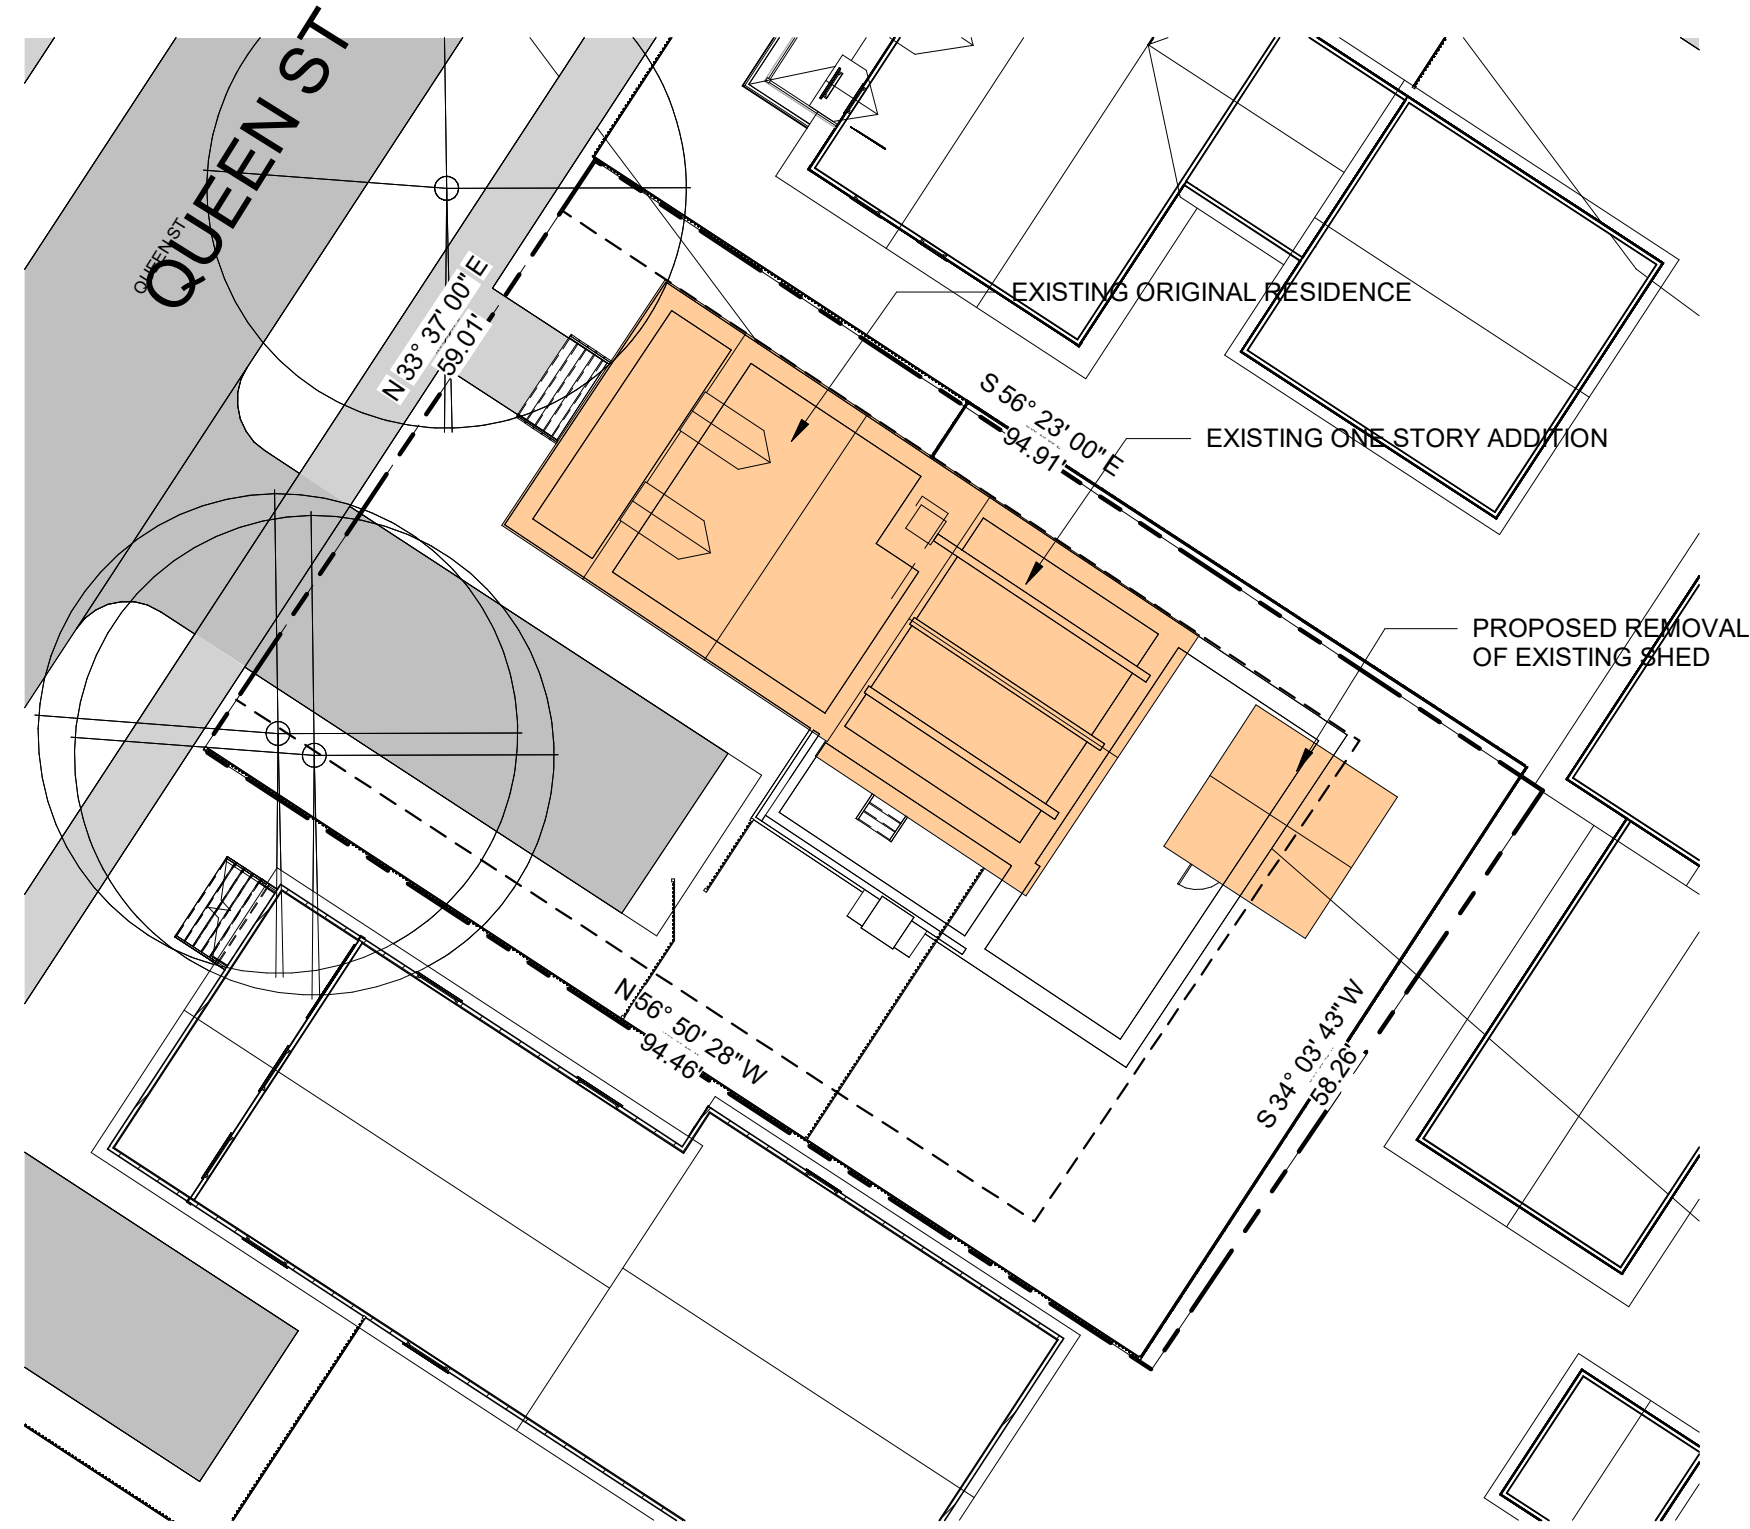 QUEEN ST
QUEEN ST
N 33° 37' 00" E
59.01'
EXISTING ORIGINAL RESIDENCE
S 56° 23' 00" E
94.91'
EXISTING ONE STORY ADDITION
PROPOSED REMOVAL
OF EXISTING SHED
N 56° 50' 28" W
94.46'
S 34° 03' 43" W
58.26'